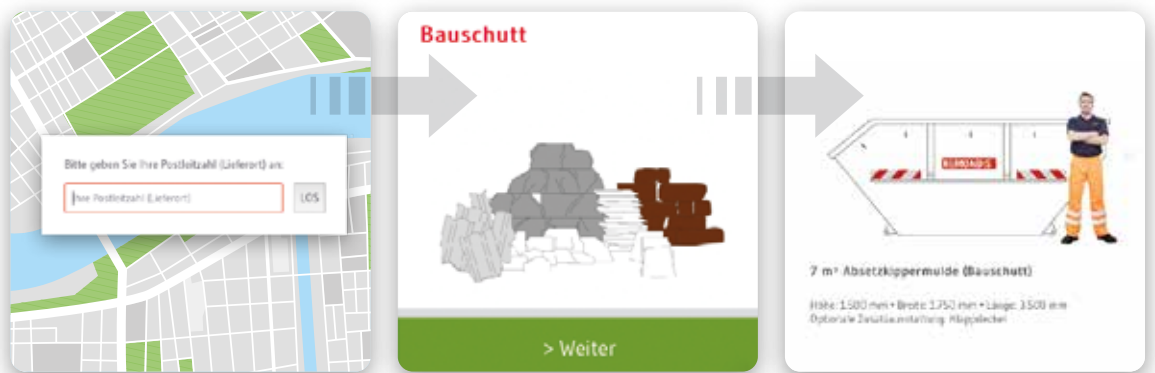 Bitte geben Sie Ihre Postleitzahl (Lieferort) an:
Ihre Postleitzahl (Lieferort)
LOS
Bauschutt
> Weiter
7 m³ Absetzkippermulde (Bauschutt)
Höhe: 1.500 mm • Breite: 1.750 mm • Länge: 3.500 mm
Optionale Zusatzausstattung: Klappdeckel